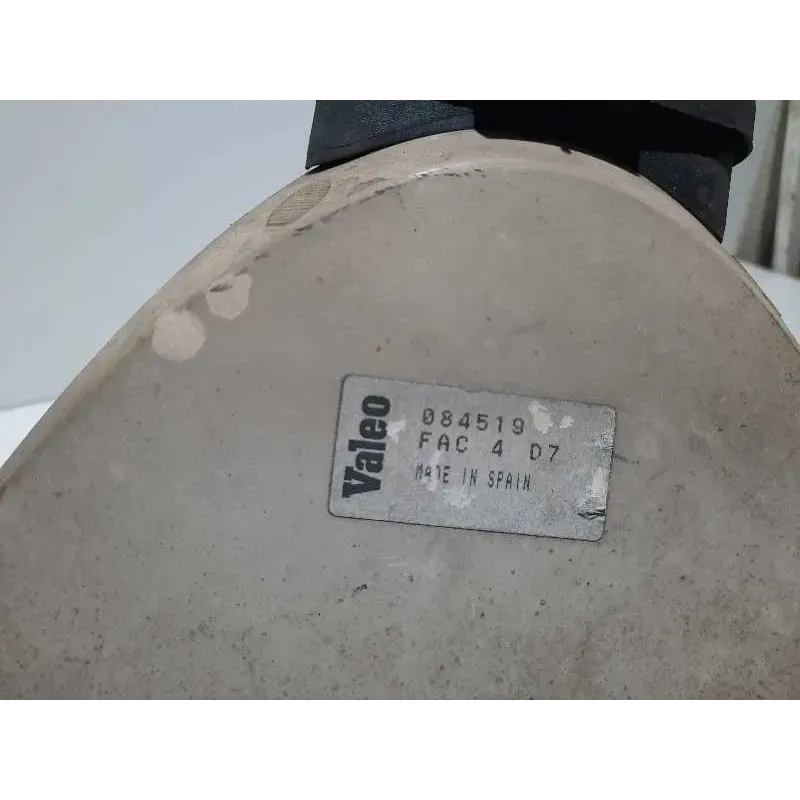 Valeo
084519
FAC 4 D7
MADE IN SPAIN